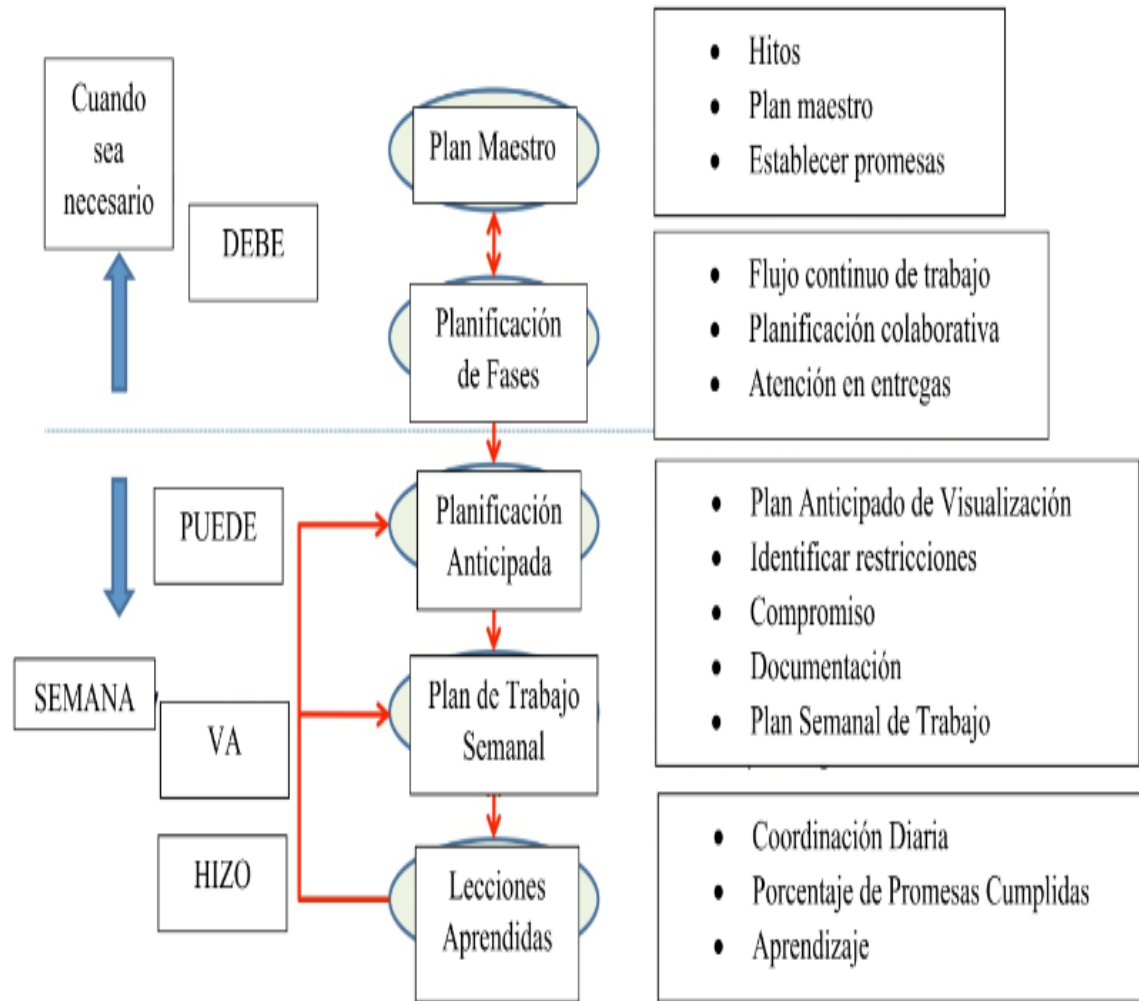 Cuando
sea
necesario
DEBE
Plan Maestro
• Hitos
• Plan maestro
• Establecer promesas
Planificación
de Fases
• Flujo continuo de trabajo
• Planificación colaborativa
• Atención en entregas
PUEDE
Planificación
Anticipada
• Plan Anticipado de Visualización
• Identificar restricciones
• Compromiso
• Documentación
• Plan Semanal de Trabajo
SEMANA
VA
Plan de Trabajo
Semanal
HIZO
Lecciones
Aprendidas
• Coordinación Diaria
• Porcentaje de Promesas Cumplidas
• Aprendizaje